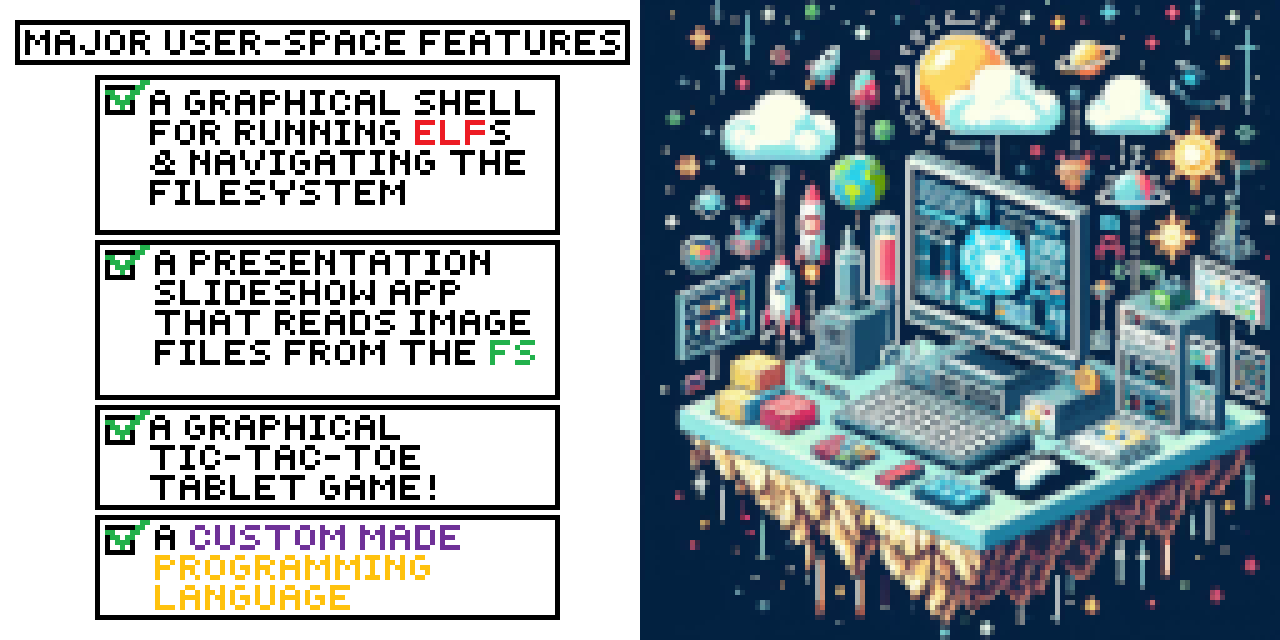 MAJOR USER-SPACE FEATURES
A GRAPHICAL SHELL
FOR RUNNING ELFS
& NAVIGATING THE
FILESYSTEM
A PRESENTATION
SLIDESHOW APP
THAT READS IMAGE
FILES FROM THE FS
A GRAPHICAL
TIC-TAC-TOE
TABLET GAME!
A CUSTOM MADE
PROGRAMMING
LANGUAGE